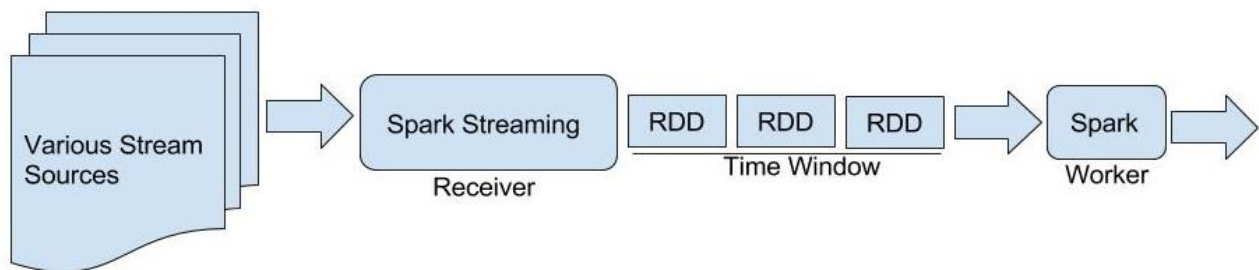 Various Stream
Sources
Spark Streaming
Receiver
RDD
RDD
RDD
Time Window
Spark
Worker